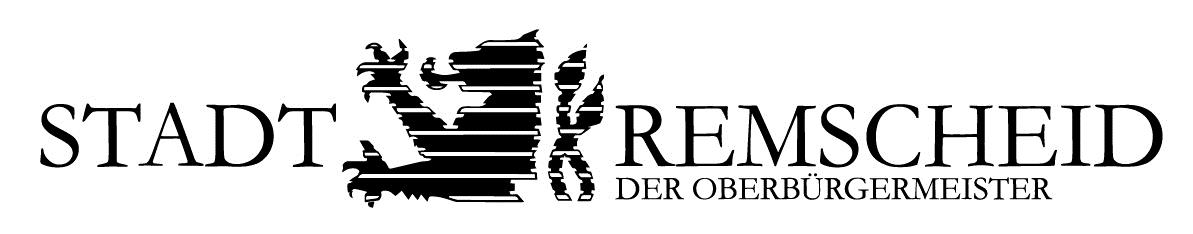 STADT REMSCHEID
DER OBERBÜRGERMEISTER